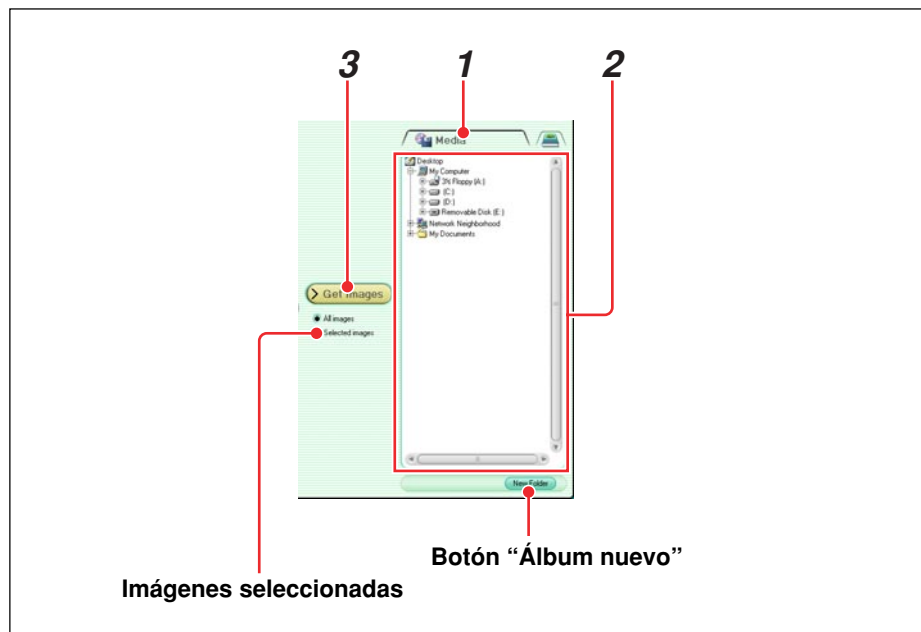 3 1 2
Media
Desktop
My Computer
3½ Floppy (A:)
(C:)
(D:)
Removable Disk (E:)
Network Neighborhood
My Documents
Get Images
All images
Selected images
New Folder
Botón “Álbum nuevo”
Imágenes seleccionadas